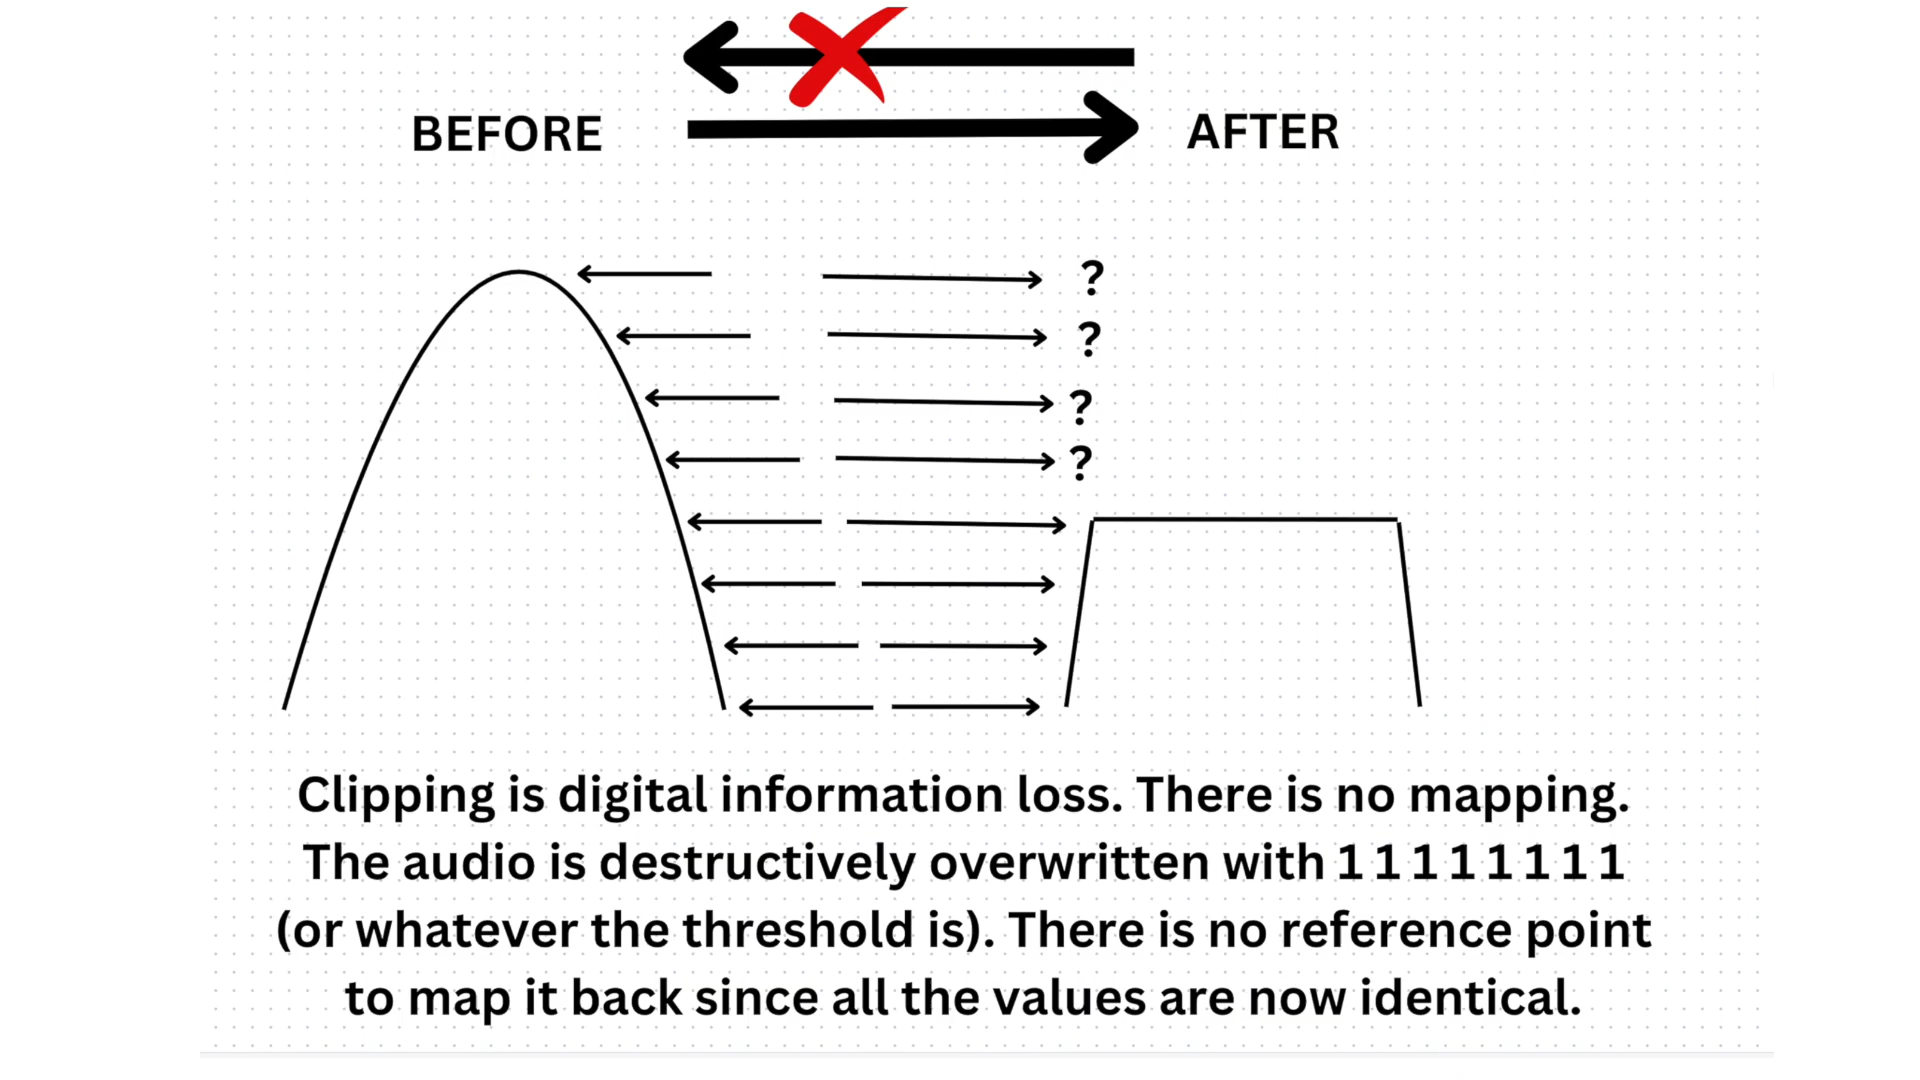 BEFORE
AFTER
?
?
?
?
Clipping is digital information loss. There is no mapping.
The audio is destructively overwritten with 1 1 1 1 1 1 1 1
(or whatever the threshold is). There is no reference point
to map it back since all the values are now identical.